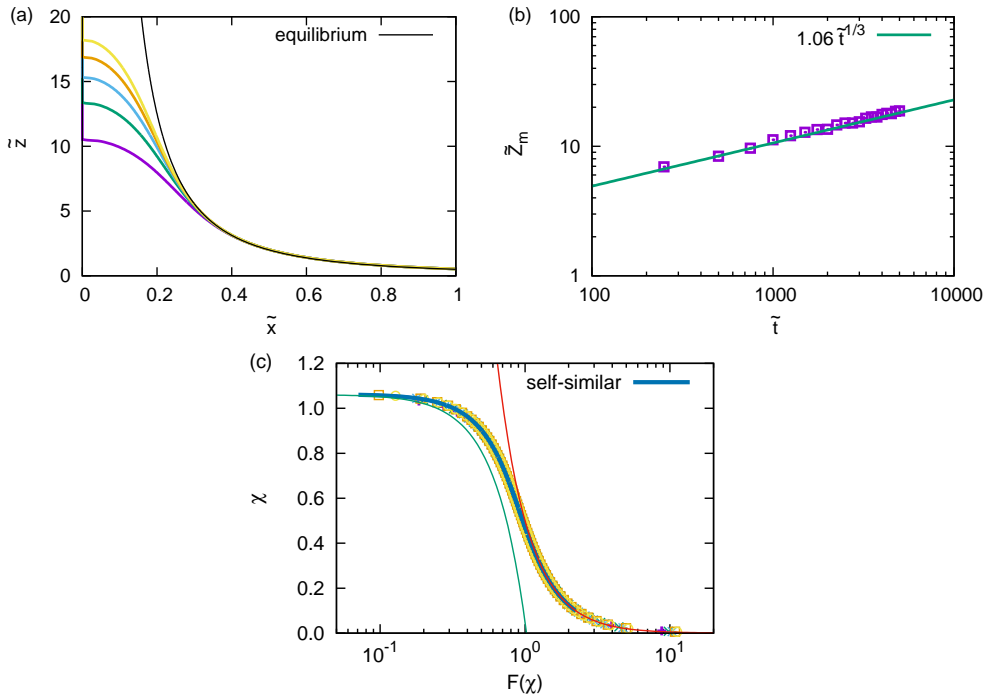 (a)
20
15
10
5
0
z̃
equilibrium
0 0.2 0.4 0.6 0.8 1
x̃
(b)
100
10
1
Z̃m
1.06 t̃^1/3
100 1000 10000
t̃
(c)
1.2
1.0
0.8
0.6
0.4
0.2
0.0
χ
self-similar
10^-1 10^0 10^1
F(χ)